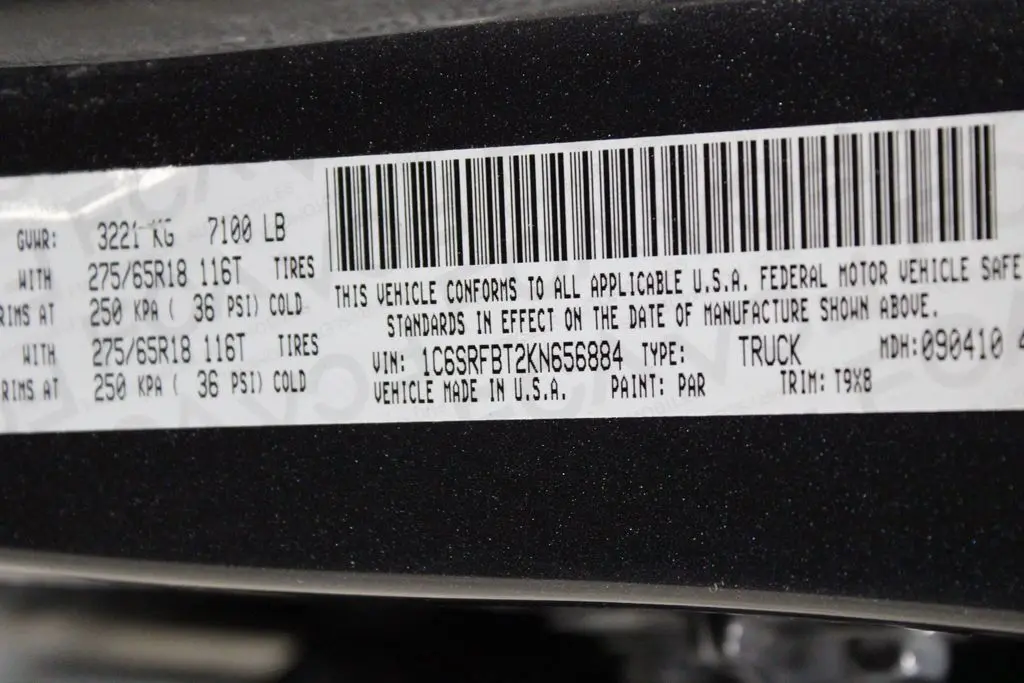 GVWR: 3221 KG 7100 LB
WITH 275/65R18 116T TIRES
RIMS AT 250 KPA ( 36 PSI) COLD
WITH 275/65R18 116T TIRES
RIMS AT 250 KPA ( 36 PSI) COLD
THIS VEHICLE CONFORMS TO ALL APPLICABLE U.S.A. FEDERAL MOTOR VEHICLE SAFE
STANDARDS IN EFFECT ON THE DATE OF MANUFACTURE SHOWN ABOVE.
VIN: 1C6SRFBT2KN656884 TYPE: TRUCK MDH: 090410 4
VEHICLE MADE IN U.S.A. PAINT: PAR TRIM: T9X8